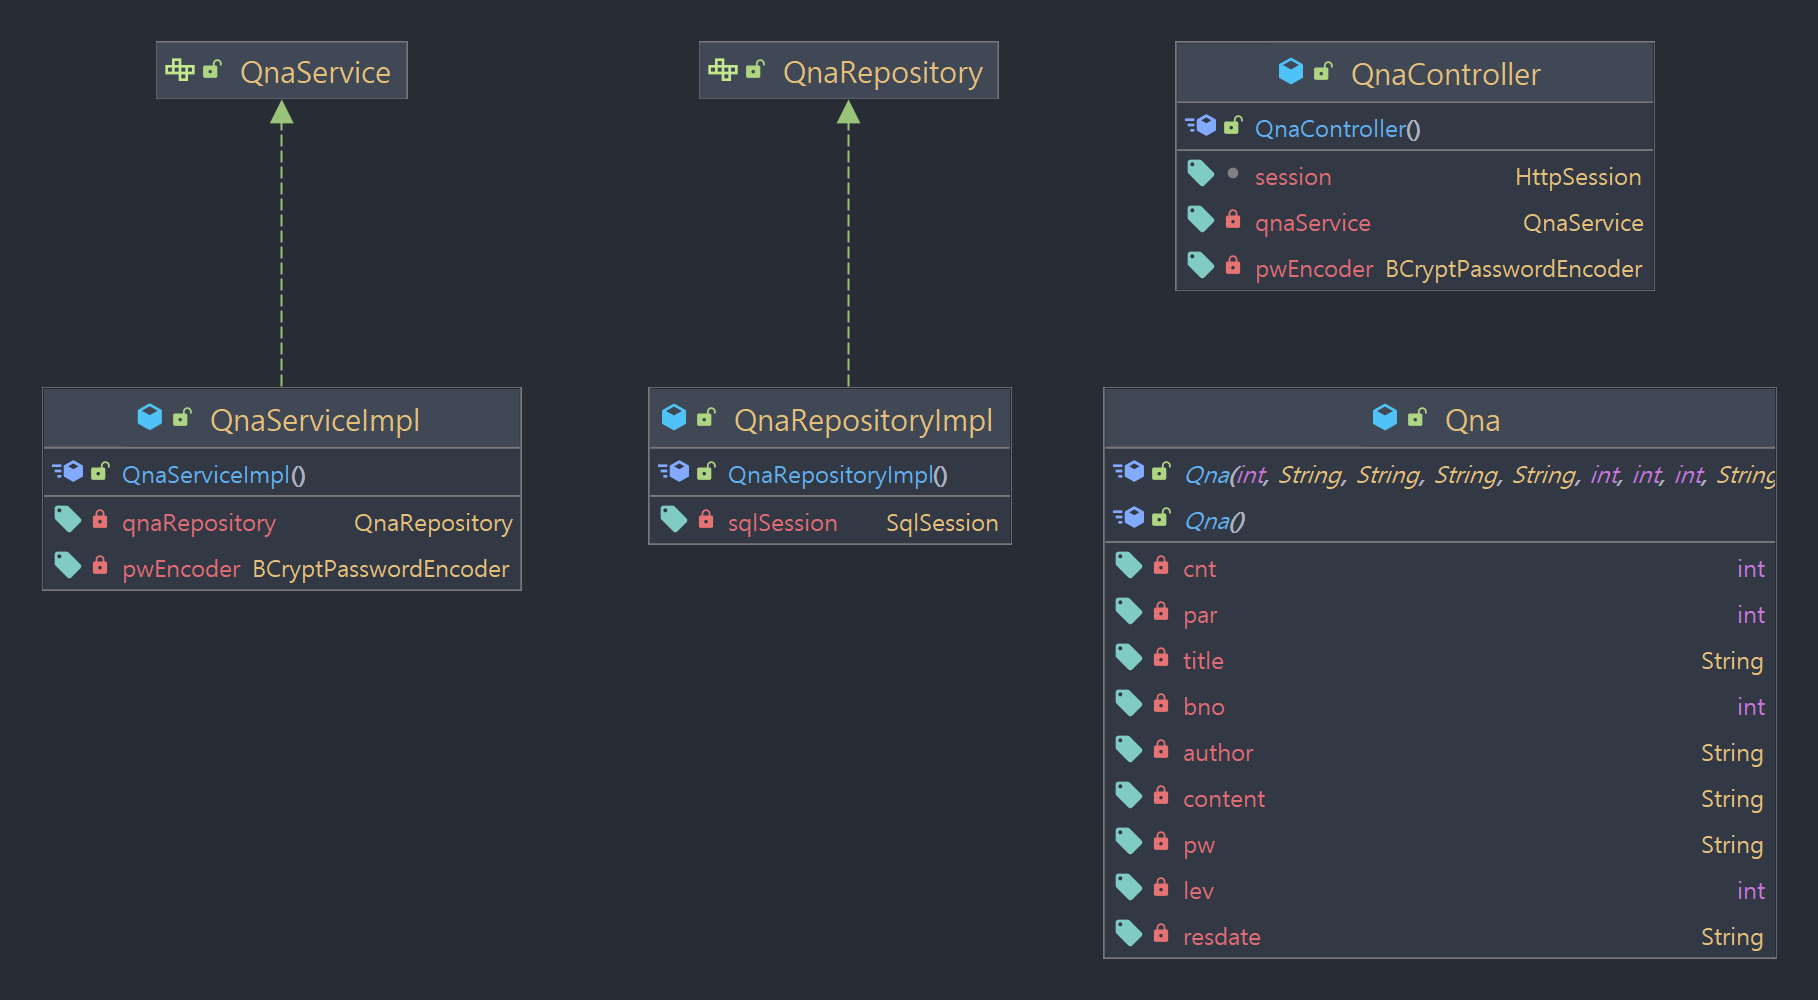 QnaService
QnaRepository
QnaController
QnaController()
session HttpSession
qnaService QnaService
pwEncoder BCryptPasswordEncoder
QnaServiceImpl
QnaServiceImpl()
qnaRepository QnaRepository
pwEncoder BCryptPasswordEncoder
QnaRepositoryImpl
QnaRepositoryImpl()
sqlSession SqlSession
Qna
Qna(int, String, String, String, String, int, int, int, String
Qna()
cnt int
par int
title String
bno int
author String
content String
pw String
lev int
resdate String